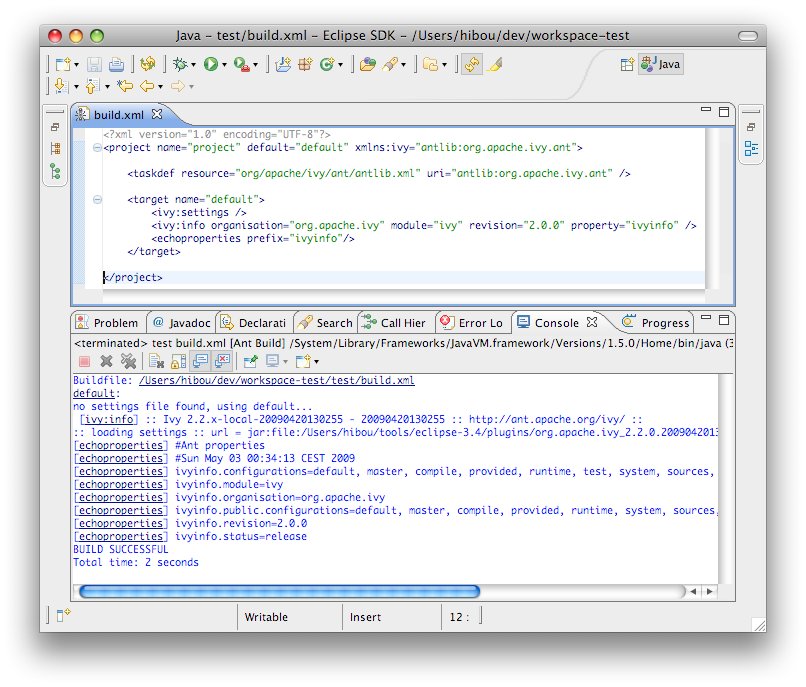 Java – test/build.xml – Eclipse SDK – /Users/hibou/dev/workspace-test
Java
build.xml
<?xml version="1.0" encoding="UTF-8"?>
<project name="project" default="default" xmlns:ivy="antlib:org.apache.ivy.ant">
<taskdef resource="org/apache/ivy/ant/antlib.xml" uri="antlib:org.apache.ivy.ant" />
<target name="default">
<ivy:settings />
<ivy:info organisation="org.apache.ivy" module="ivy" revision="2.0.0" property="ivyinfo" />
<echoproperties prefix="ivyinfo"/>
</target>
</project>
Problem @ Javadoc Declarati Search Call Hier Error Lo Console Progress
<terminated> test build.xml [Ant Build] /System/Library/Frameworks/JavaVM.framework/Versions/1.5.0/Home/bin/java (3
Buildfile: /Users/hibou/dev/workspace-test/test/build.xml
default:
no settings file found, using default...
[ivy:info] :: Ivy 2.2.x-local-20090420130255 - 20090420130255 :: http://ant.apache.org/ivy/ ::
:: loading settings :: url = jar:file:/Users/hibou/tools/eclipse-3.4/plugins/org.apache.ivy_2.2.0.2009042013
[echoproperties] #Ant properties
[echoproperties] #Sun May 03 00:34:13 CEST 2009
[echoproperties] ivyinfo.configurations=default, master, compile, provided, runtime, test, system, sources,
[echoproperties] ivyinfo.module=ivy
[echoproperties] ivyinfo.organisation=org.apache.ivy
[echoproperties] ivyinfo.public.configurations=default, master, compile, provided, runtime, system, sources,
[echoproperties] ivyinfo.revision=2.0.0
[echoproperties] ivyinfo.status=release
BUILD SUCCESSFUL
Total time: 2 seconds
Writable Insert 12 :